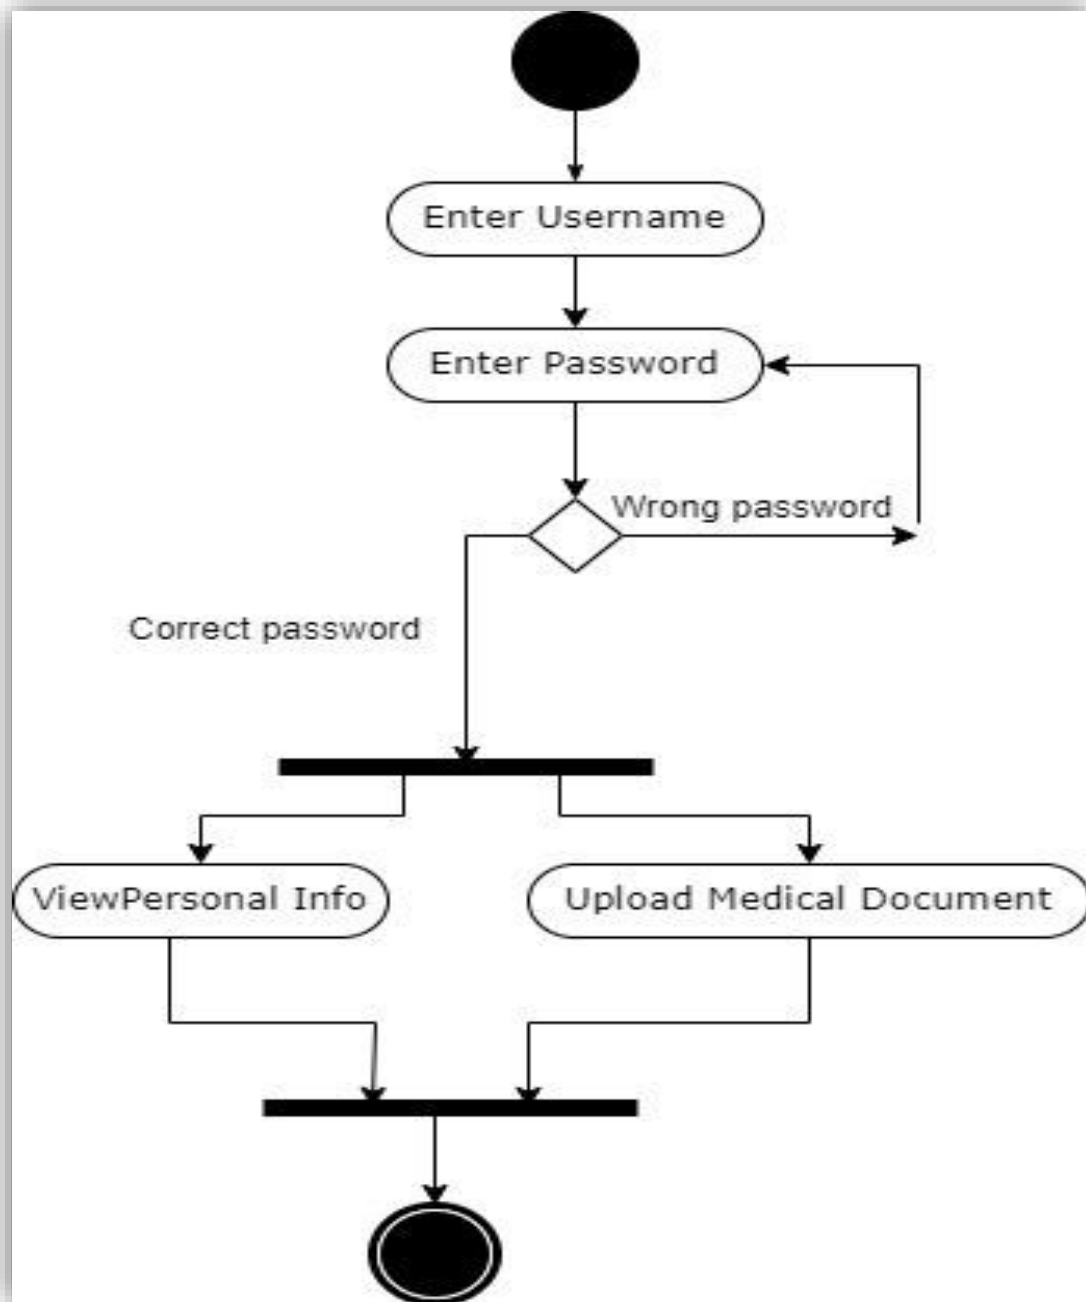 Enter Username
Enter Password
Wrong password
Correct password
ViewPersonal Info
Upload Medical Document